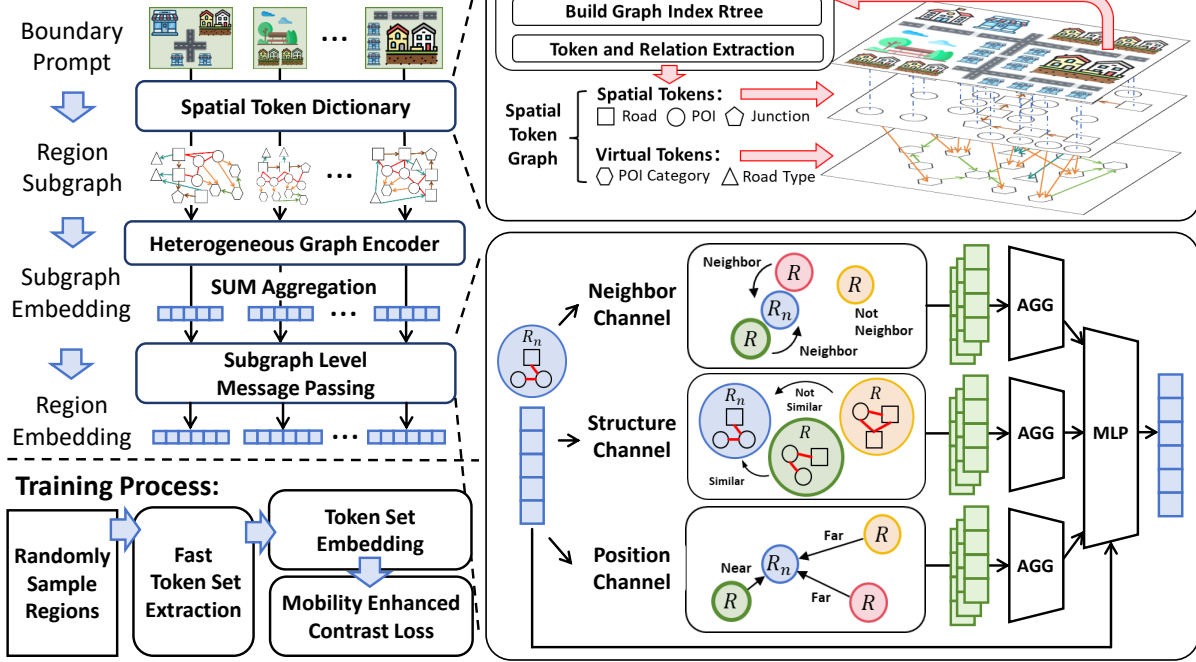 Boundary
Prompt
...
Spatial Token Dictionary
Region
Subgraph
...
Heterogeneous Graph Encoder
Subgraph
Embedding
SUM Aggregation
...
Subgraph Level
Message Passing
Region
Embedding
...
Training Process:
Randomly
Sample
Regions
Fast
Token Set
Extraction
Token Set
Embedding
Mobility Enhanced
Contrast Loss
Build Graph Index Rtree
Token and Relation Extraction
Spatial
Token
Graph
Spatial Tokens:
Road POI Junction
Virtual Tokens:
POI Category Road Type
Rn
Neighbor
Channel
Neighbor
R
Rn
R
Neighbor
R
Not
Neighbor
AGG
Structure
Channel
Rn
Not
Similar
R
R
Similar
AGG
MLP
Position
Channel
Far
R
Rn
Near
R
Far
R
AGG